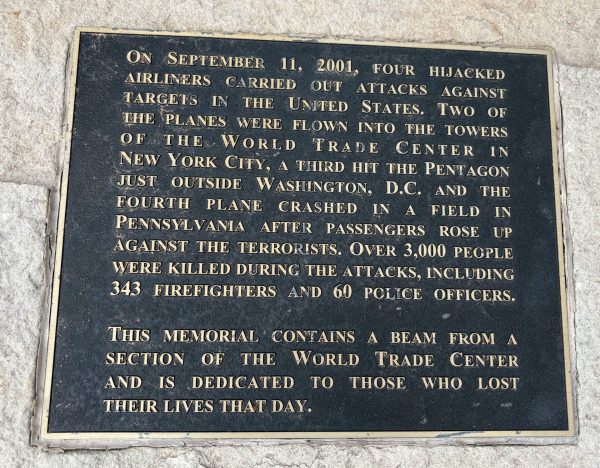 ON SEPTEMBER 11, 2001, FOUR HIJACKED
AIRLINERS CARRIED OUT ATTACKS AGAINST
TARGETS IN THE UNITED STATES. TWO OF
THE PLANES WERE FLOWN INTO THE TOWERS
OF THE WORLD TRADE CENTER IN
NEW YORK CITY, A THIRD HIT THE PENTAGON
JUST OUTSIDE WASHINGTON, D.C. AND THE
FOURTH PLANE CRASHED IN A FIELD IN
PENNSYLVANIA AFTER PASSENGERS ROSE UP
AGAINST THE TERRORISTS. OVER 3,000 PEOPLE
WERE KILLED DURING THE ATTACKS, INCLUDING
343 FIREFIGHTERS AND 60 POLICE OFFICERS.
THIS MEMORIAL CONTAINS A BEAM FROM A
SECTION OF THE WORLD TRADE CENTER
AND IS DEDICATED TO THOSE WHO LOST
THEIR LIVES THAT DAY.